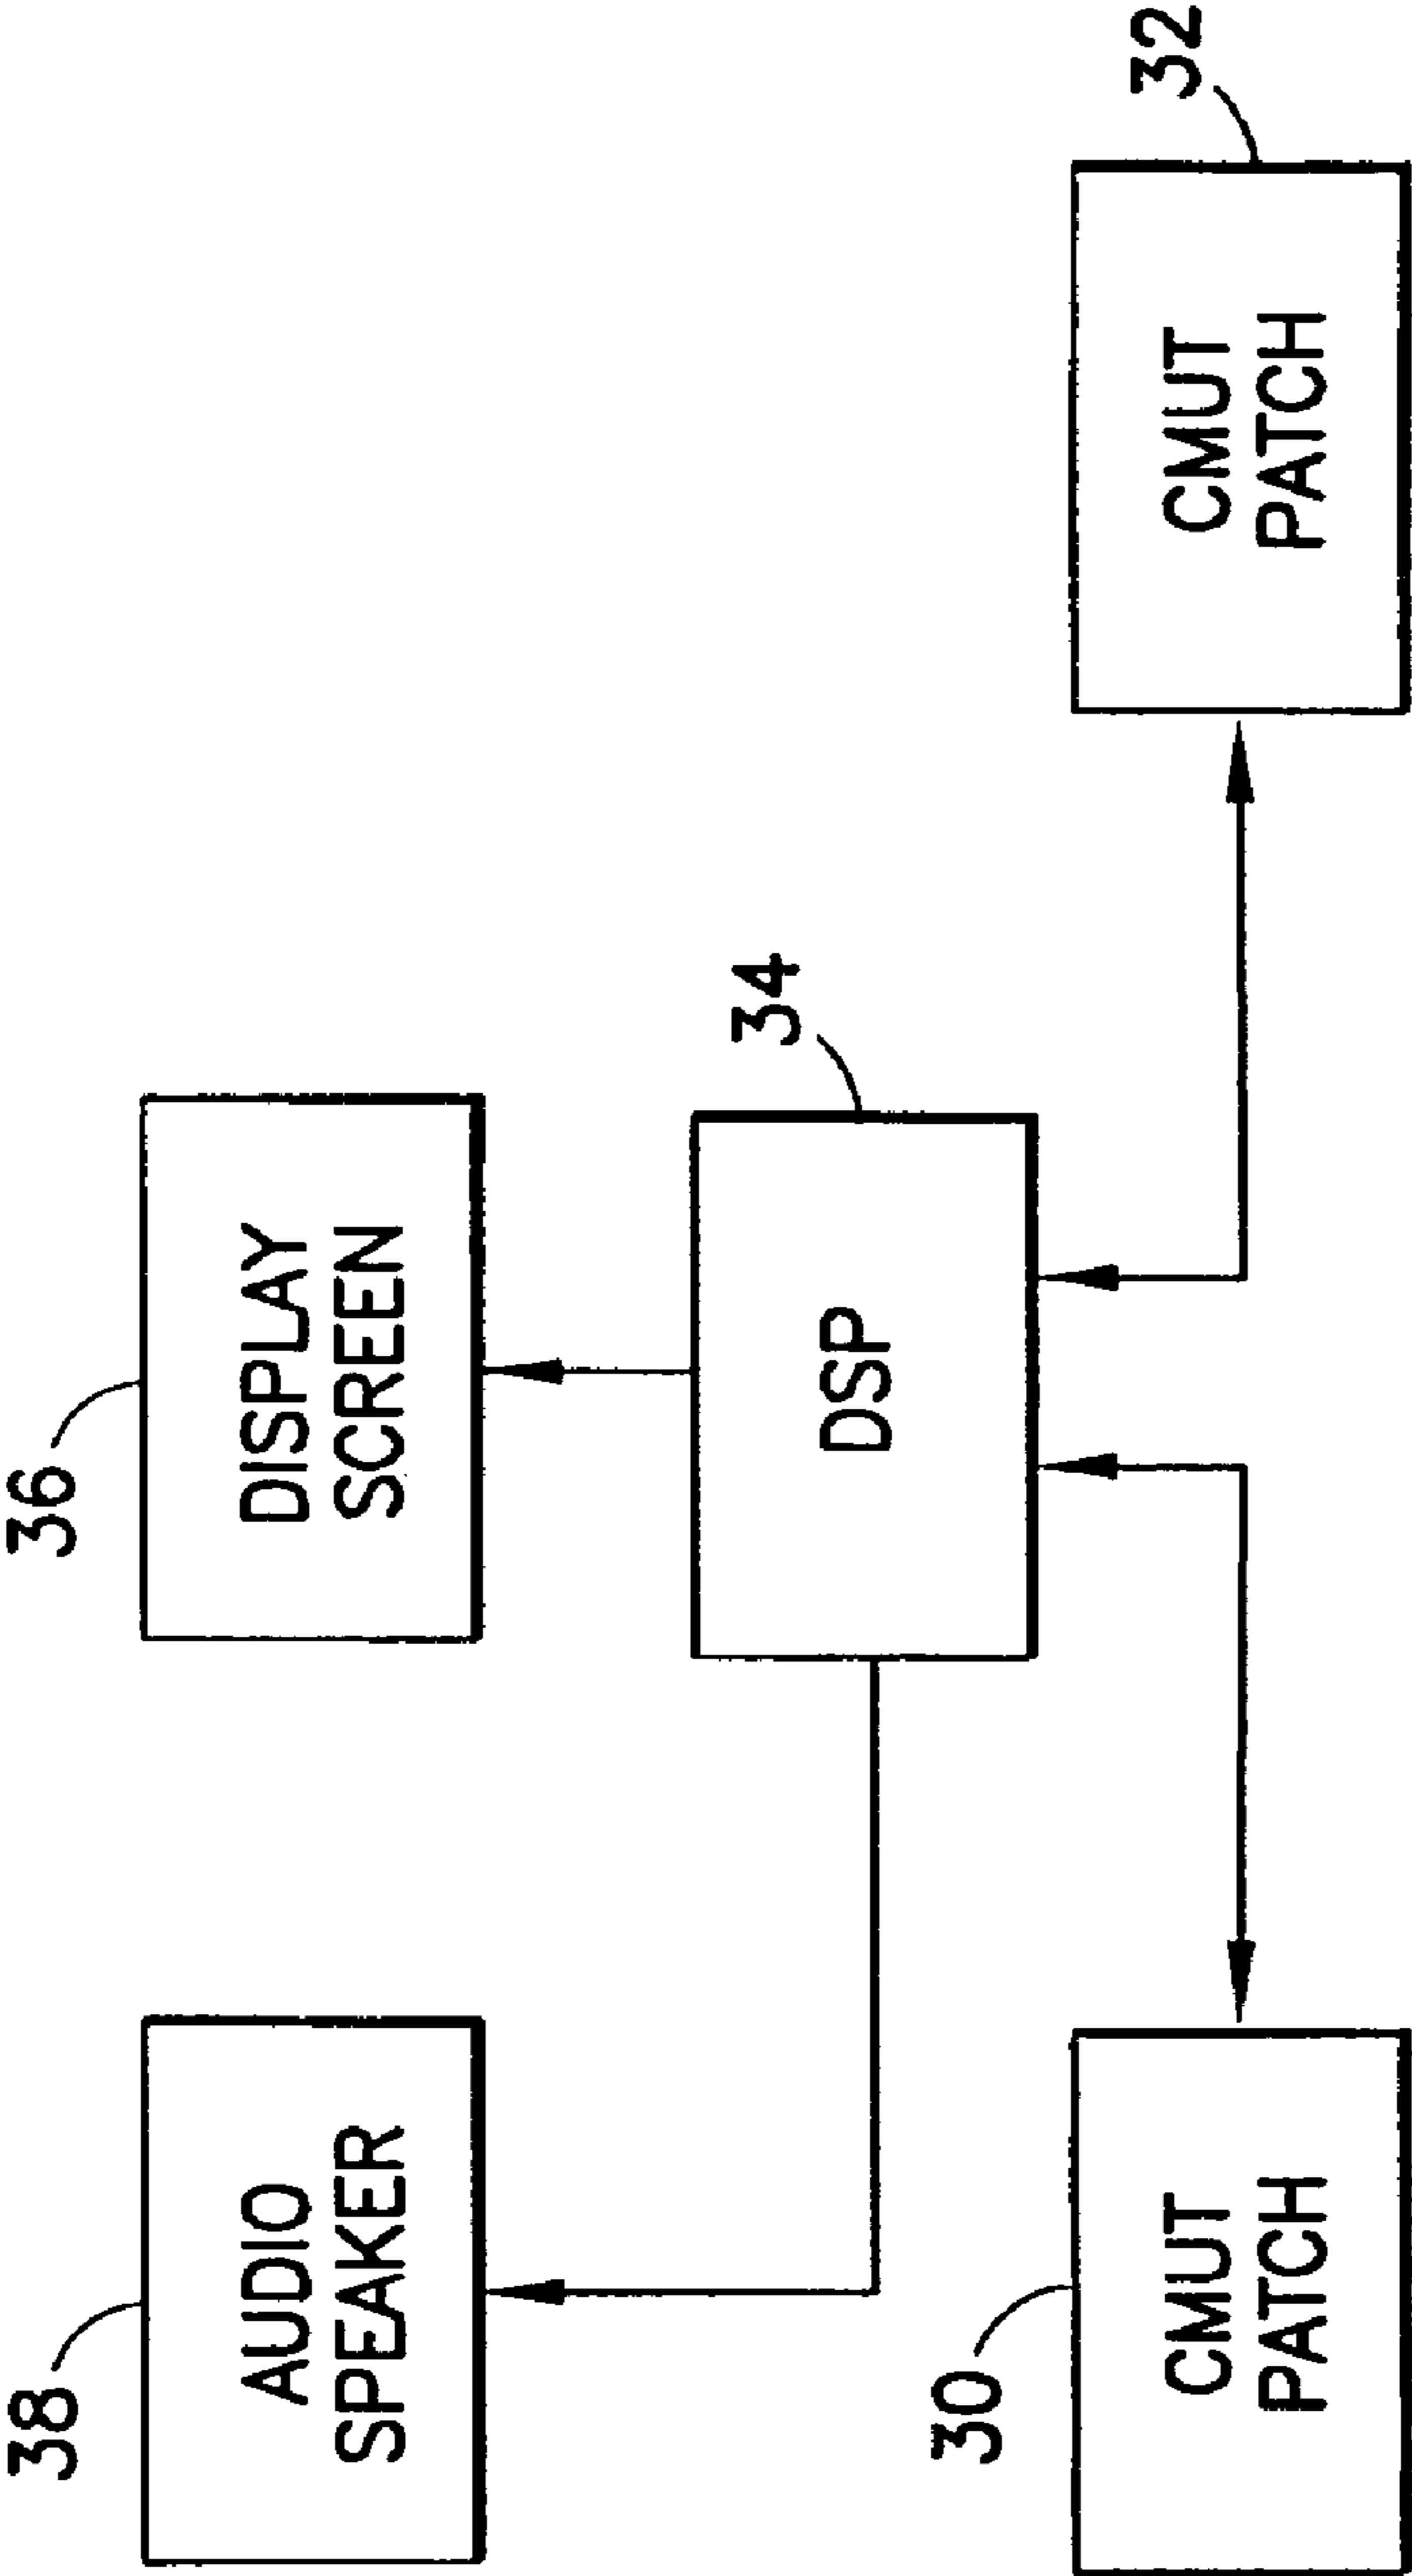 38
AUDIO
SPEAKER
36
DISPLAY
SCREEN
34
DSP
30
CMUT
PATCH
32
CMUT
PATCH